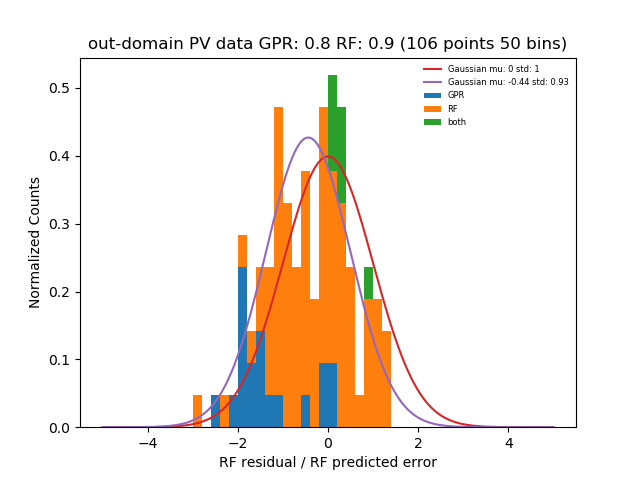 out-domain PV data GPR: 0.8 RF: 0.9 (106 points 50 bins)
Gaussian mu: 0 std: 1
Gaussian mu: -0.44 std: 0.93
GPR
RF
both
Normalized Counts
0.5
0.4
0.3
0.2
0.1
0.0
−4 −2 0 2 4
RF residual / RF predicted error